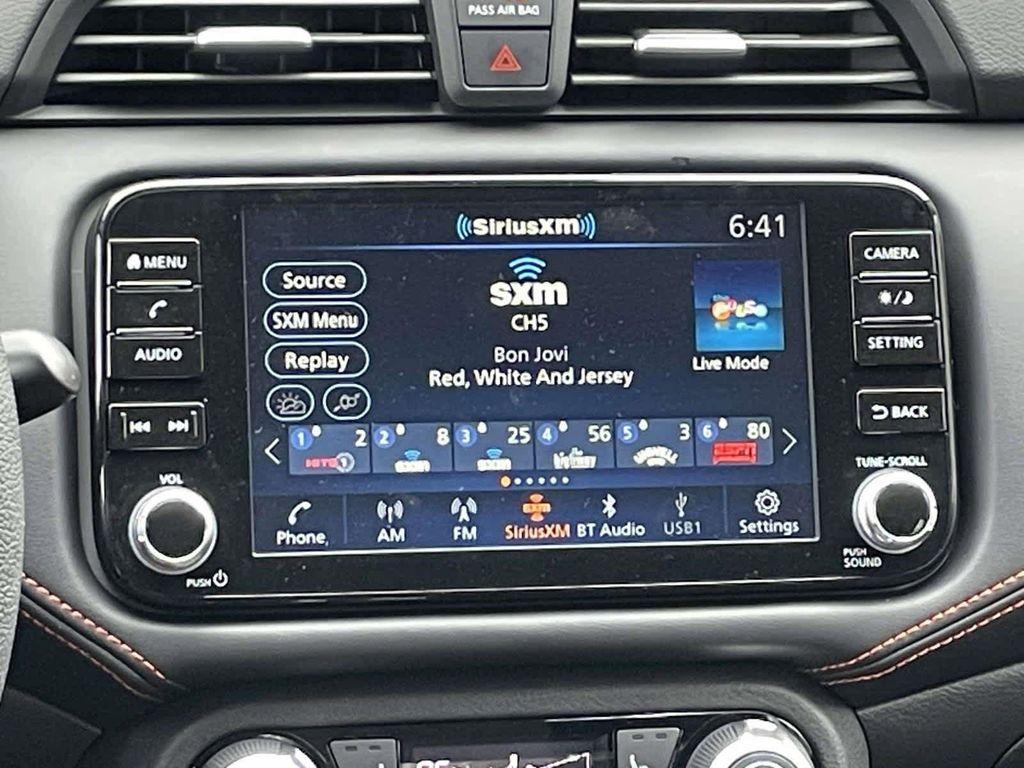 PASS AIR BAG
SiriusXM
6:41
MENU
AUDIO
VOL
PUSH
Source
SXM Menu
Replay
sxm
CH5
Bon Jovi
Red, White And Jersey
Live Mode
1 2
2 8
3 25
4 56
5 3
6 80
Phone
AM
FM
SiriusXM
BT Audio
USB1
Settings
CAMERA
SETTING
BACK
TUNE•SCROLL
PUSH
SOUND